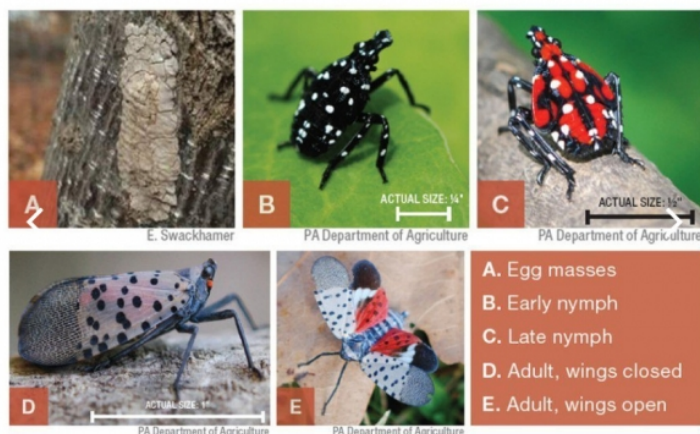 A
E. Swackhamer
B
ACTUAL SIZE: ¼"
PA Department of Agriculture
C
ACTUAL SIZE: ½"
PA Department of Agriculture
D
ACTUAL SIZE: 1"
PA Department of Agriculture
E
PA Department of Agriculture
A. Egg masses
B. Early nymph
C. Late nymph
D. Adult, wings closed
E. Adult, wings open